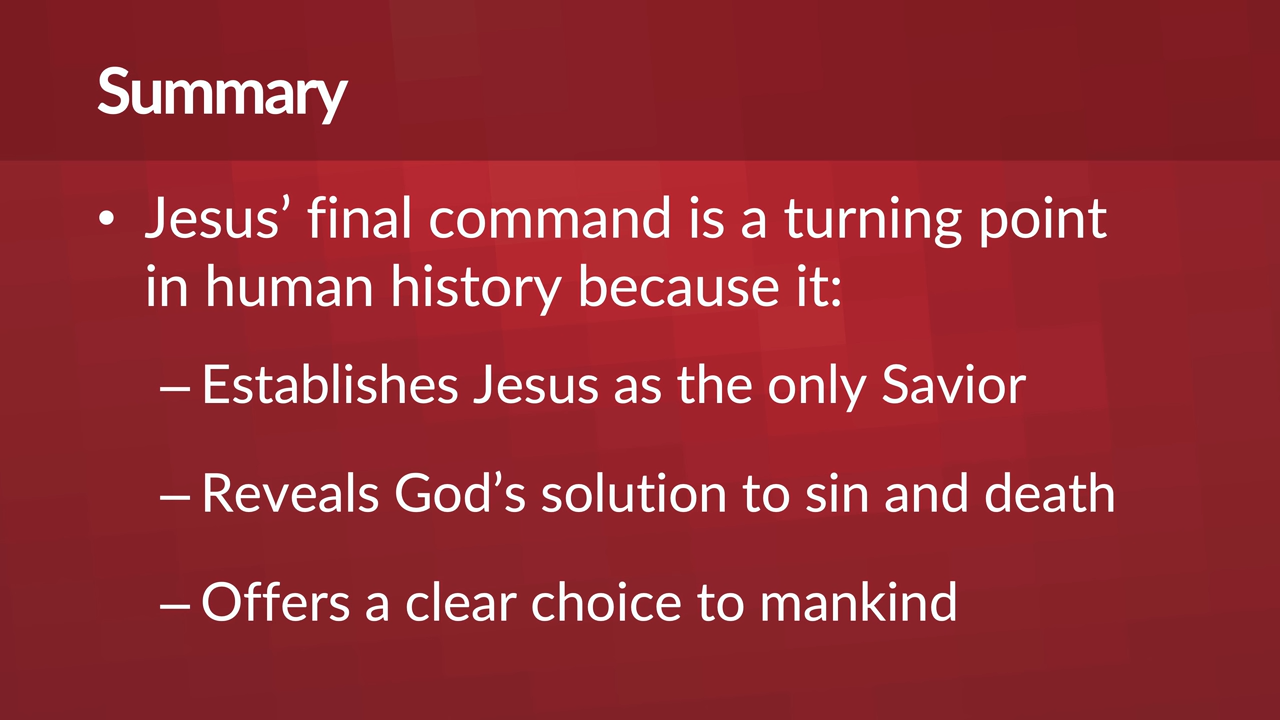 Summary
• Jesus’ final command is a turning point
in human history because it:
– Establishes Jesus as the only Savior
– Reveals God’s solution to sin and death
– Offers a clear choice to mankind